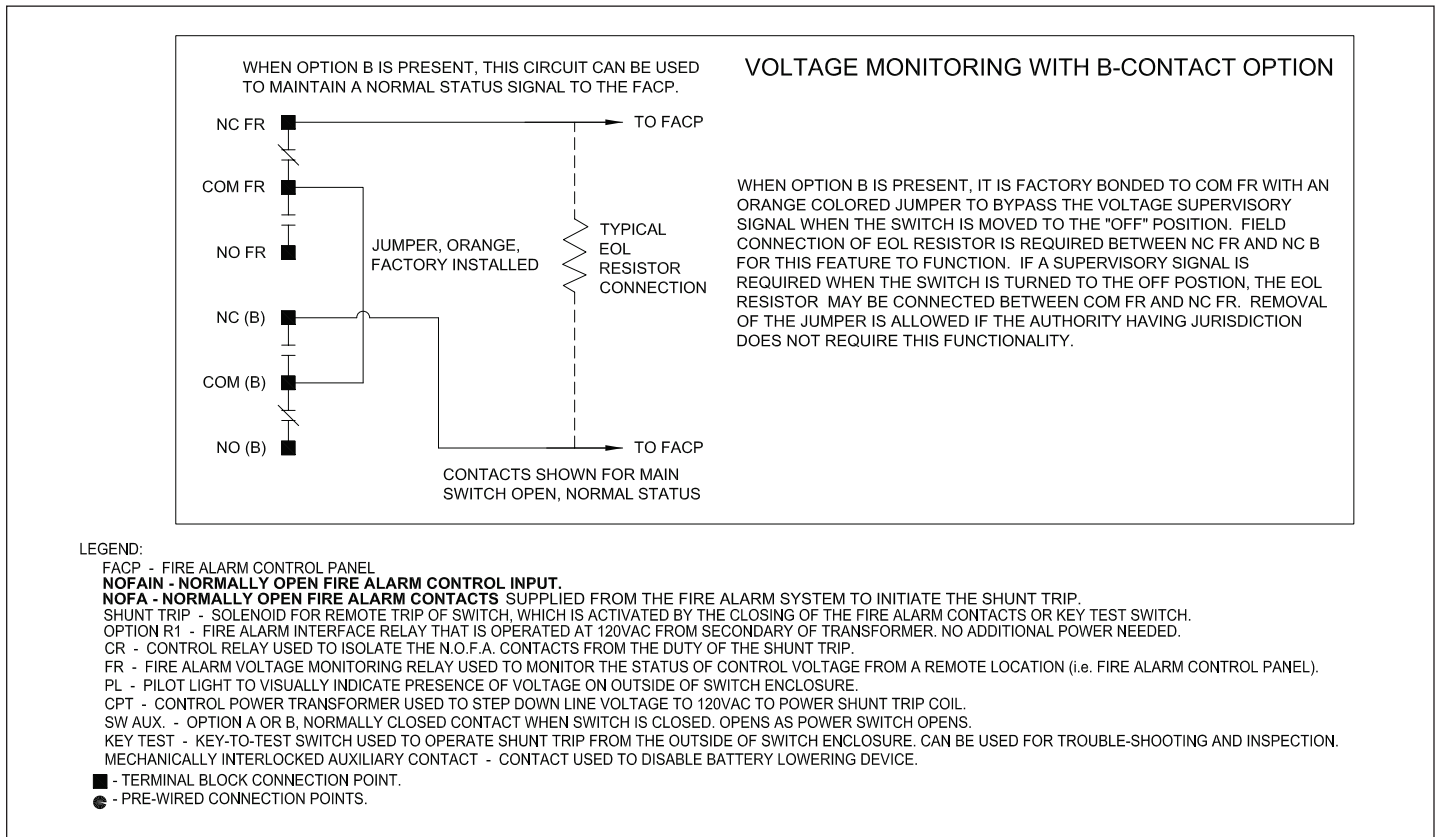 WHEN OPTION B IS PRESENT, THIS CIRCUIT CAN BE USED
TO MAINTAIN A NORMAL STATUS SIGNAL TO THE FACP.
VOLTAGE MONITORING WITH B-CONTACT OPTION
NC FR
TO FACP
COM FR
NO FR
JUMPER, ORANGE,
FACTORY INSTALLED
TYPICAL
EOL
RESISTOR
CONNECTION
NC (B)
COM (B)
NO (B)
TO FACP
CONTACTS SHOWN FOR MAIN
SWITCH OPEN, NORMAL STATUS
WHEN OPTION B IS PRESENT, IT IS FACTORY BONDED TO COM FR WITH AN
ORANGE COLORED JUMPER TO BYPASS THE VOLTAGE SUPERVISORY
SIGNAL WHEN THE SWITCH IS MOVED TO THE "OFF" POSITION. FIELD
CONNECTION OF EOL RESISTOR IS REQUIRED BETWEEN NC FR AND NC B
FOR THIS FEATURE TO FUNCTION. IF A SUPERVISORY SIGNAL IS
REQUIRED WHEN THE SWITCH IS TURNED TO THE OFF POSTION, THE EOL
RESISTOR MAY BE CONNECTED BETWEEN COM FR AND NC FR. REMOVAL
OF THE JUMPER IS ALLOWED IF THE AUTHORITY HAVING JURISDICTION
DOES NOT REQUIRE THIS FUNCTIONALITY.
LEGEND:
FACP - FIRE ALARM CONTROL PANEL
NOFAIN - NORMALLY OPEN FIRE ALARM CONTROL INPUT.
NOFA - NORMALLY OPEN FIRE ALARM CONTACTS SUPPLIED FROM THE FIRE ALARM SYSTEM TO INITIATE THE SHUNT TRIP.
SHUNT TRIP - SOLENOID FOR REMOTE TRIP OF SWITCH, WHICH IS ACTIVATED BY THE CLOSING OF THE FIRE ALARM CONTACTS OR KEY TEST SWITCH.
OPTION R1 - FIRE ALARM INTERFACE RELAY THAT IS OPERATED AT 120VAC FROM SECONDARY OF TRANSFORMER. NO ADDITIONAL POWER NEEDED.
CR - CONTROL RELAY USED TO ISOLATE THE N.O.F.A. CONTACTS FROM THE DUTY OF THE SHUNT TRIP.
FR - FIRE ALARM VOLTAGE MONITORING RELAY USED TO MONITOR THE STATUS OF CONTROL VOLTAGE FROM A REMOTE LOCATION (i.e. FIRE ALARM CONTROL PANEL).
PL - PILOT LIGHT TO VISUALLY INDICATE PRESENCE OF VOLTAGE ON OUTSIDE OF SWITCH ENCLOSURE.
CPT - CONTROL POWER TRANSFORMER USED TO STEP DOWN LINE VOLTAGE TO 120VAC TO POWER SHUNT TRIP COIL.
SW AUX. - OPTION A OR B, NORMALLY CLOSED CONTACT WHEN SWITCH IS CLOSED. OPENS AS POWER SWITCH OPENS.
KEY TEST - KEY-TO-TEST SWITCH USED TO OPERATE SHUNT TRIP FROM THE OUTSIDE OF SWITCH ENCLOSURE. CAN BE USED FOR TROUBLE-SHOOTING AND INSPECTION.
MECHANICALLY INTERLOCKED AUXILIARY CONTACT - CONTACT USED TO DISABLE BATTERY LOWERING DEVICE.
- TERMINAL BLOCK CONNECTION POINT.
- PRE-WIRED CONNECTION POINTS.